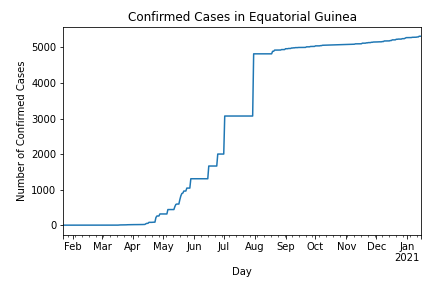 Confirmed Cases in Equatorial Guinea
Number of Confirmed Cases
5000
4000
3000
2000
1000
0
Feb Mar Apr May Jun Jul Aug Sep Oct Nov Dec Jan
2021
Day